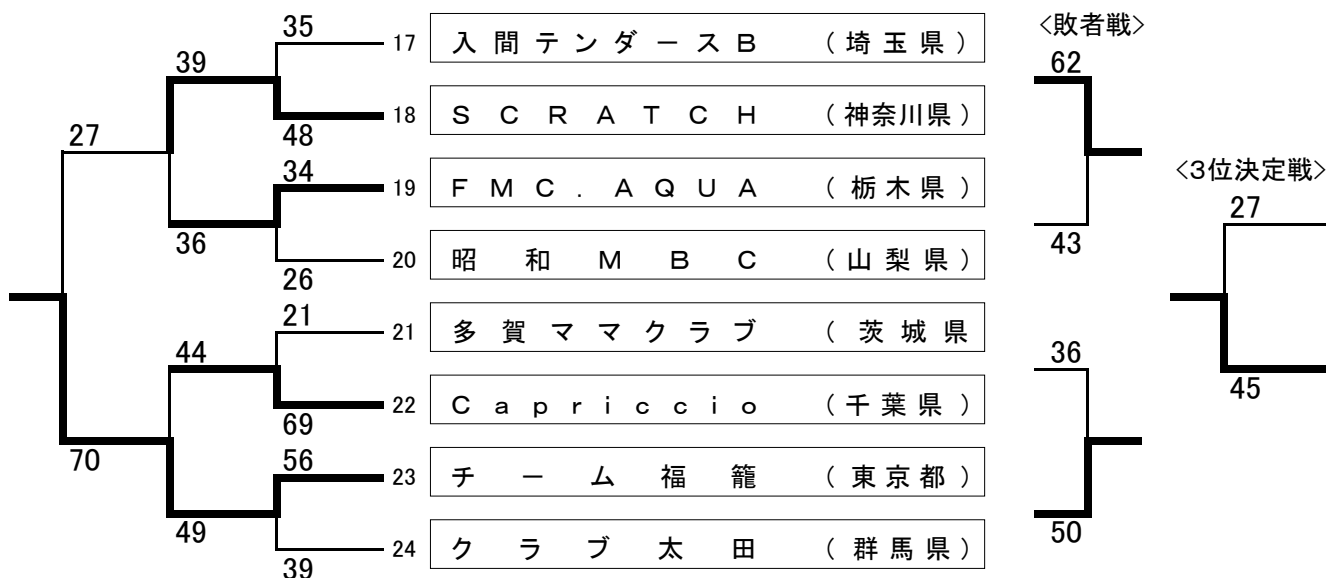 35
17 入間テンダースB （埼玉県）
<敗者戦>
39
62
18 SCRATCH （神奈川県）
27
48
34
19 FMC.AQUA （栃木県）
<3位決定戦>
27
36
43
20 昭和MBC （山梨県）
26
21
21 多賀ママクラブ （茨城県
44
36
45
22 Capriccio （千葉県）
69
70
56
23 チーム福籠 （東京都）
49
50
24 クラブ太田 （群馬県）
39